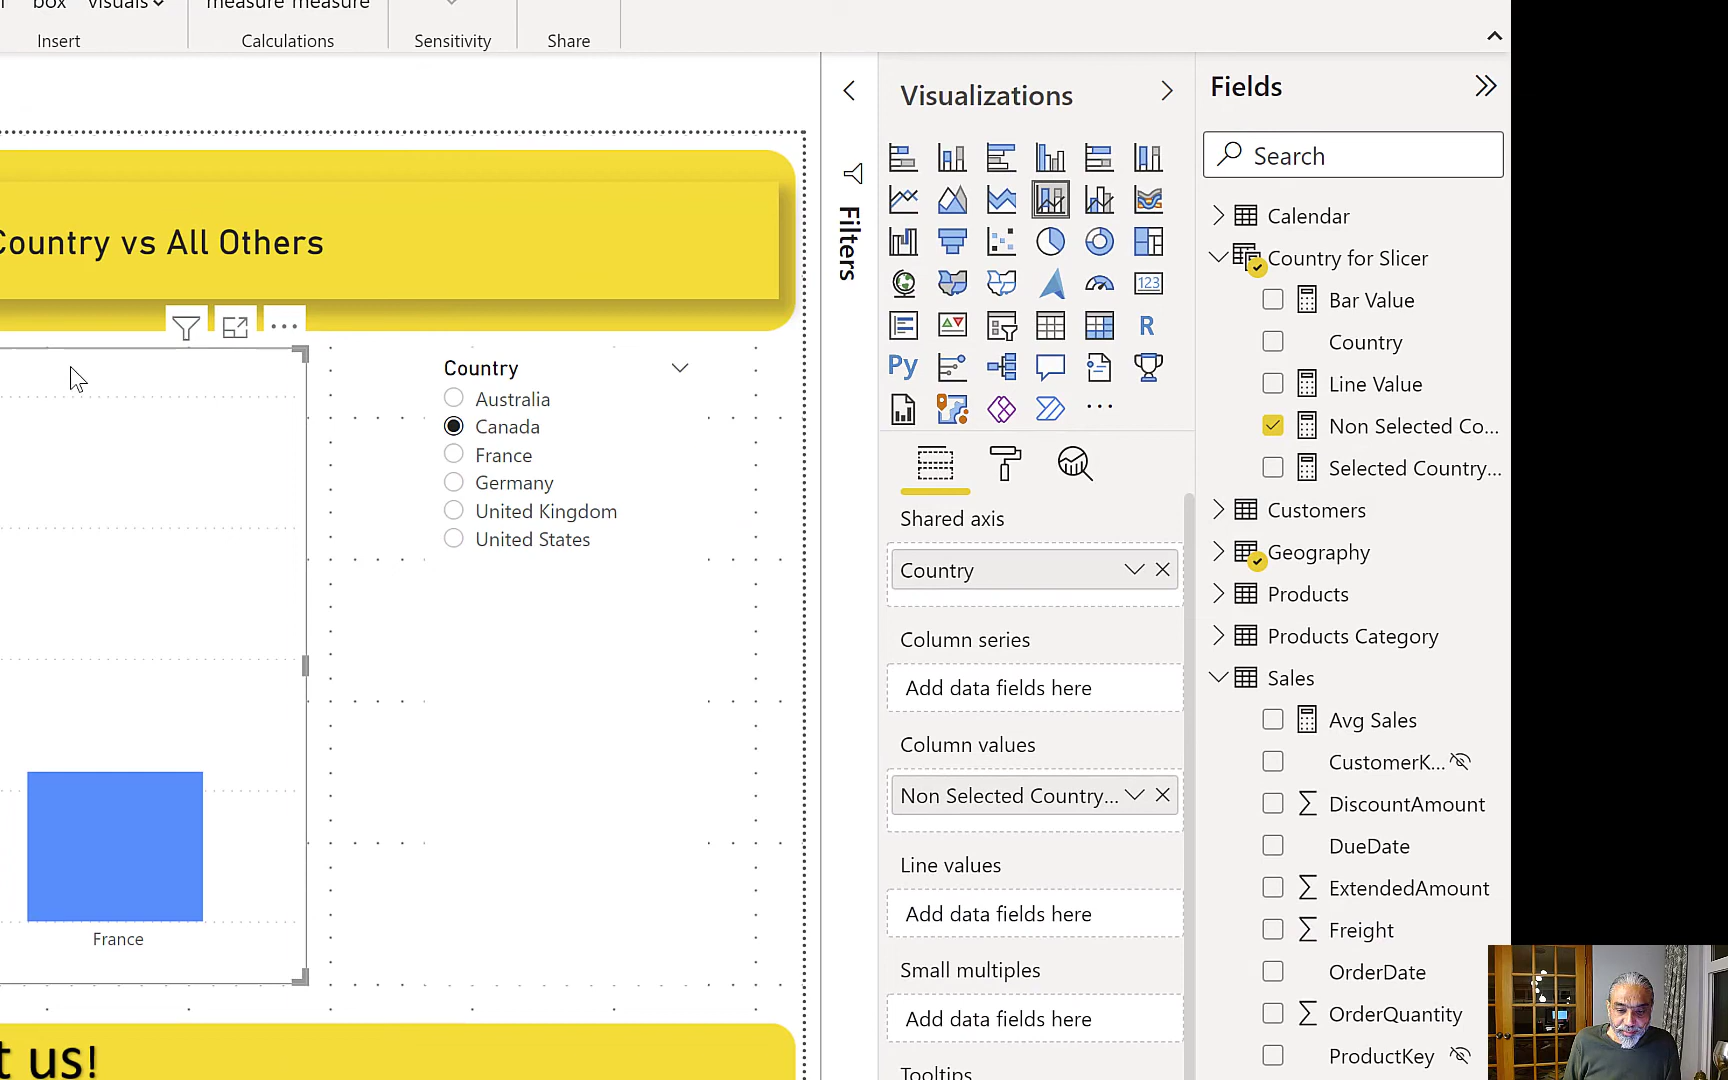 box visuals
measure measure
Insert
Calculations
Sensitivity
Share
Country vs All Others
Country
Australia
Canada
France
Germany
United Kingdom
United States
France
t us!
Filters
Visualizations
123
R
Py
...
Shared axis
Country
Column series
Add data fields here
Column values
Non Selected Country...
Line values
Add data fields here
Small multiples
Add data fields here
Tooltips
Fields
Search
Calendar
Country for Slicer
Bar Value
Country
Line Value
Non Selected Co...
Selected Country...
Customers
Geography
Products
Products Category
Sales
Avg Sales
CustomerK...
DiscountAmount
DueDate
ExtendedAmount
Freight
OrderDate
OrderQuantity
ProductKey